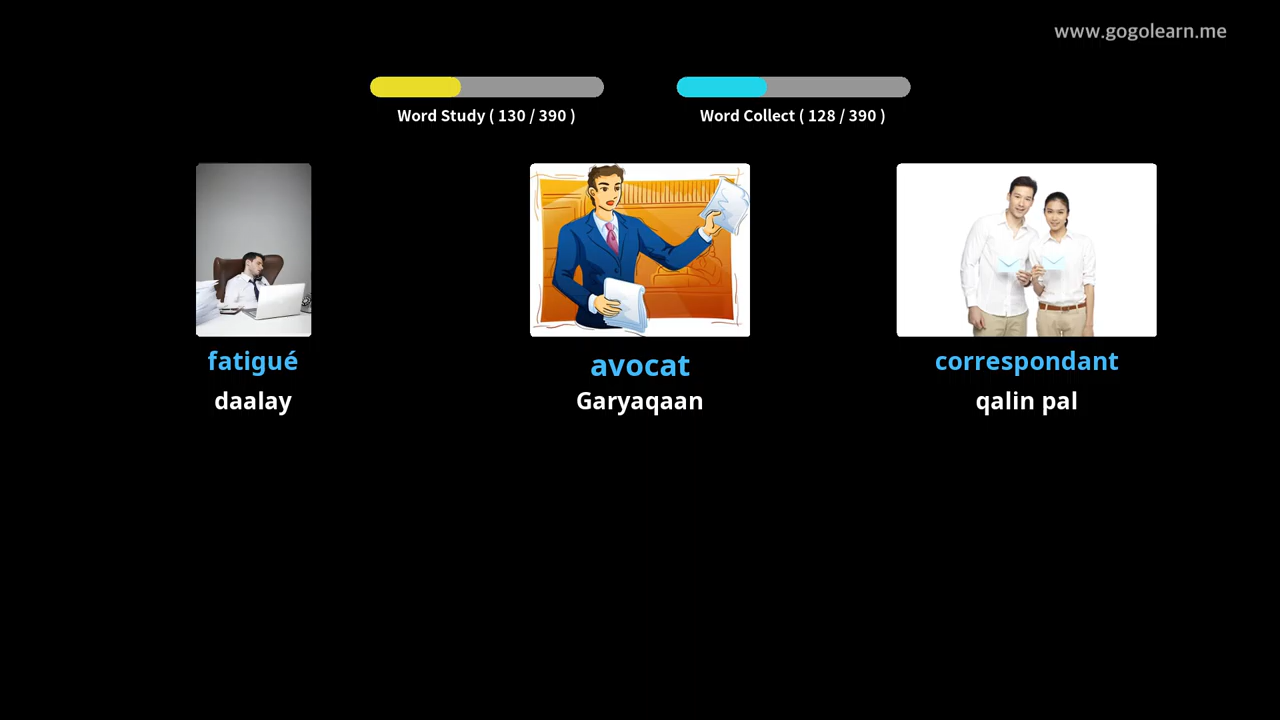 www.gogolearn.me
Word Study ( 130 / 390 )
Word Collect ( 128 / 390 )
fatigué
avocat
correspondant
daalay
Garyaqaan
qalin pal